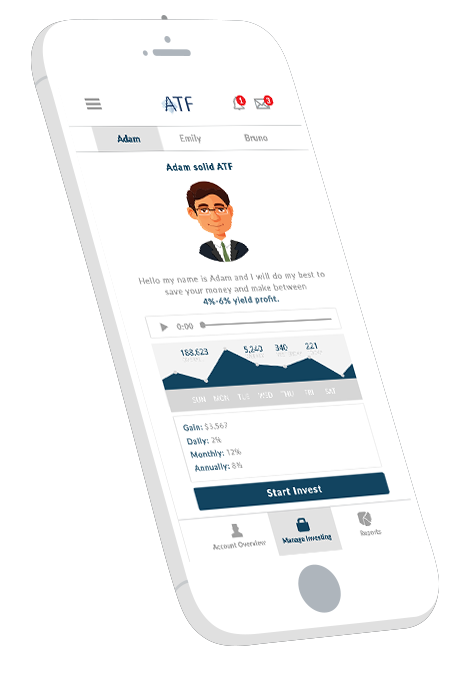 ATF
1
3
Adam Emily Bruno
Adam solid ATF
Hello my name is Adam and I will do my best to
save your money and make between
4%-6% yield profit.
0:00
188,623 5,240 340 221
SUN MON TUE WED THU FRI SAT
Gain: $3,567
Daily: 2%
Monthly: 12%
Annually: 8%
Start Invest
Account Overview Manage Investing Reports